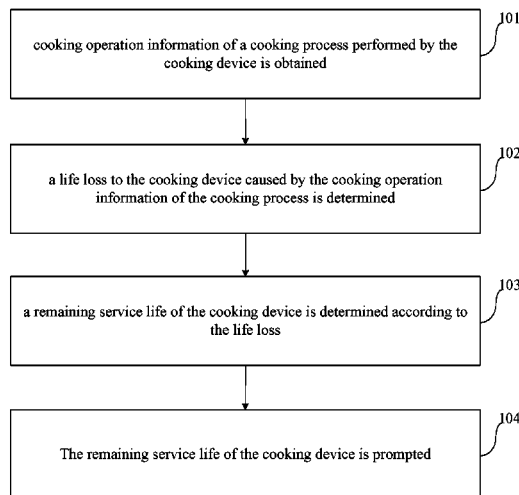 101
cooking operation information of a cooking process performed by the
cooking device is obtained
102
a life loss to the cooking device caused by the cooking operation
information of the cooking process is determined
103
a remaining service life of the cooking device is determined according to
the life loss
104
The remaining service life of the cooking device is prompted